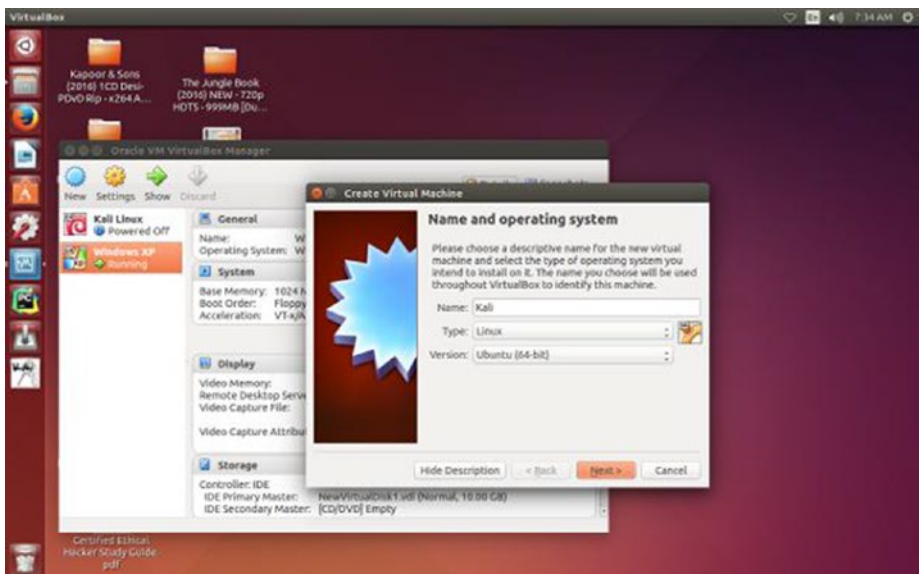 VirtualBox
En
7:34 AM
Kapoor & Sons
(2016) 1CD Desi-
PDvD Rip - x264 A...
The Jungle Book
(2016) NEW - 720p
HDTS - 999MB [Du...
Oracle VM VirtualBox Manager
New Settings Show Discard
Kali Linux
Powered Off
Windows XP
Running
General
Name: W
Operating System: W
System
Base Memory: 1024 M
Boot Order: Floppy
Acceleration: VT-x/A
Display
Video Memory:
Remote Desktop Serve
Video Capture File:
Video Capture Attribu
Storage
Controller: IDE
IDE Primary Master: NewVirtualDisk1.vdi (Normal, 10.00 GB)
IDE Secondary Master: [CD/DVD] Empty
Create Virtual Machine
Name and operating system
Please choose a descriptive name for the new virtual
machine and select the type of operating system you
intend to install on it. The name you choose will be used
throughout VirtualBox to identify this machine.
Name: Kali
Type: Linux
Version: Ubuntu (64-bit)
Hide Description < Back Next > Cancel
Certified Ethical
Hacker Study Guide
pdf